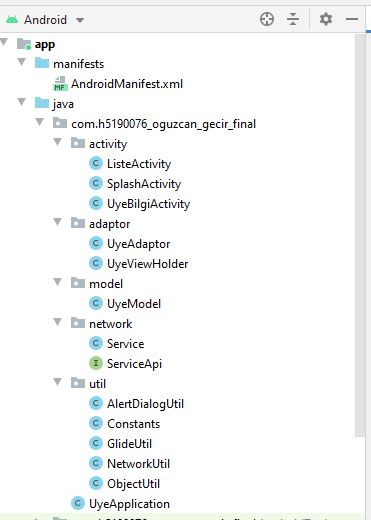 Android
app
manifests
MF AndroidManifest.xml
java
com.h5190076_oguzcan_gecir_final
activity
C ListeActivity
C SplashActivity
C UyeBilgiActivity
adaptor
C UyeAdaptor
C UyeViewHolder
model
C UyeModel
network
C Service
I ServiceApi
util
C AlertDialogUtil
C Constants
C GlideUtil
C NetworkUtil
C ObjectUtil
C UyeApplication